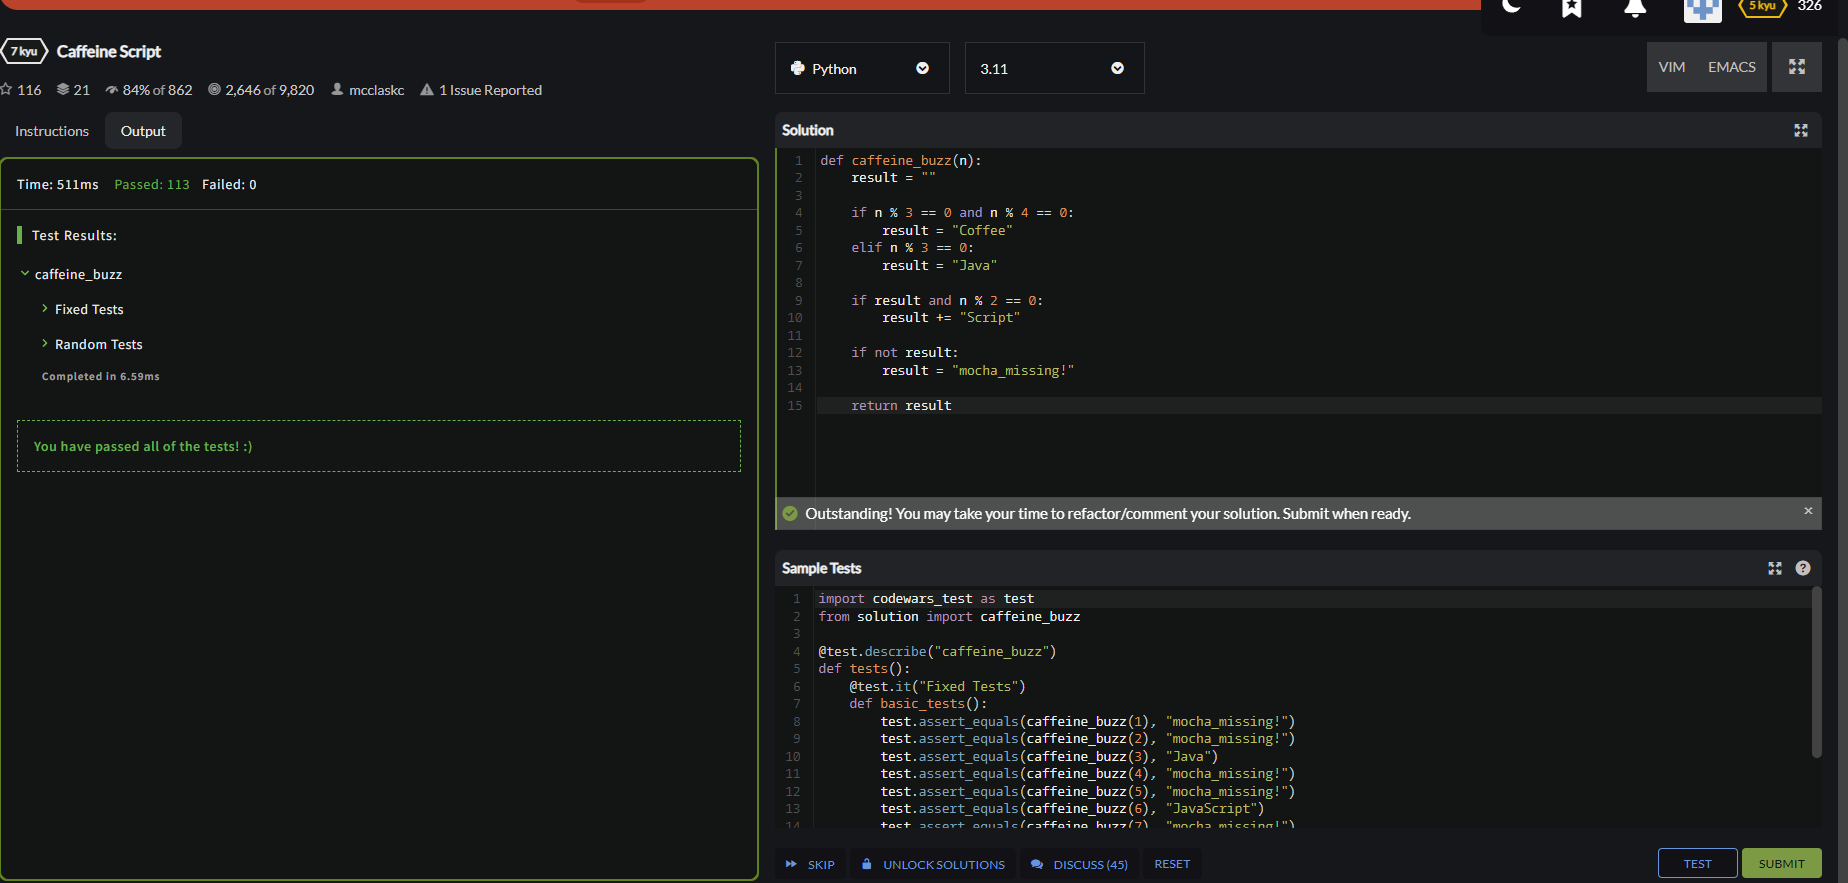 5 kyu 326
7 kyu Caffeine Script
116 21 84% of 862 2,646 of 9,820 mcclaskc 1 Issue Reported
Instructions Output
Time: 511ms Passed: 113 Failed: 0
Test Results:
caffeine_buzz
Fixed Tests
Random Tests
Completed in 6.59ms
You have passed all of the tests! :)
Python 3.11 VIM EMACS
Solution
1 def caffeine_buzz(n):
2 result = ""
3
4 if n % 3 == 0 and n % 4 == 0:
5 result = "Coffee"
6 elif n % 3 == 0:
7 result = "Java"
8
9 if result and n % 2 == 0:
10 result += "Script"
11
12 if not result:
13 result = "mocha_missing!"
14
15 return result
Outstanding! You may take your time to refactor/comment your solution. Submit when ready. ×
Sample Tests ?
1 import codewars_test as test
2 from solution import caffeine_buzz
3
4 @test.describe("caffeine_buzz")
5 def tests():
6 @test.it("Fixed Tests")
7 def basic_tests():
8 test.assert_equals(caffeine_buzz(1), "mocha_missing!")
9 test.assert_equals(caffeine_buzz(2), "mocha_missing!")
10 test.assert_equals(caffeine_buzz(3), "Java")
11 test.assert_equals(caffeine_buzz(4), "mocha_missing!")
12 test.assert_equals(caffeine_buzz(5), "mocha_missing!")
13 test.assert_equals(caffeine_buzz(6), "JavaScript")
14 test.assert_equals(caffeine_buzz(7), "mocha_missing!")
SKIP UNLOCK SOLUTIONS DISCUSS (45) RESET TEST SUBMIT